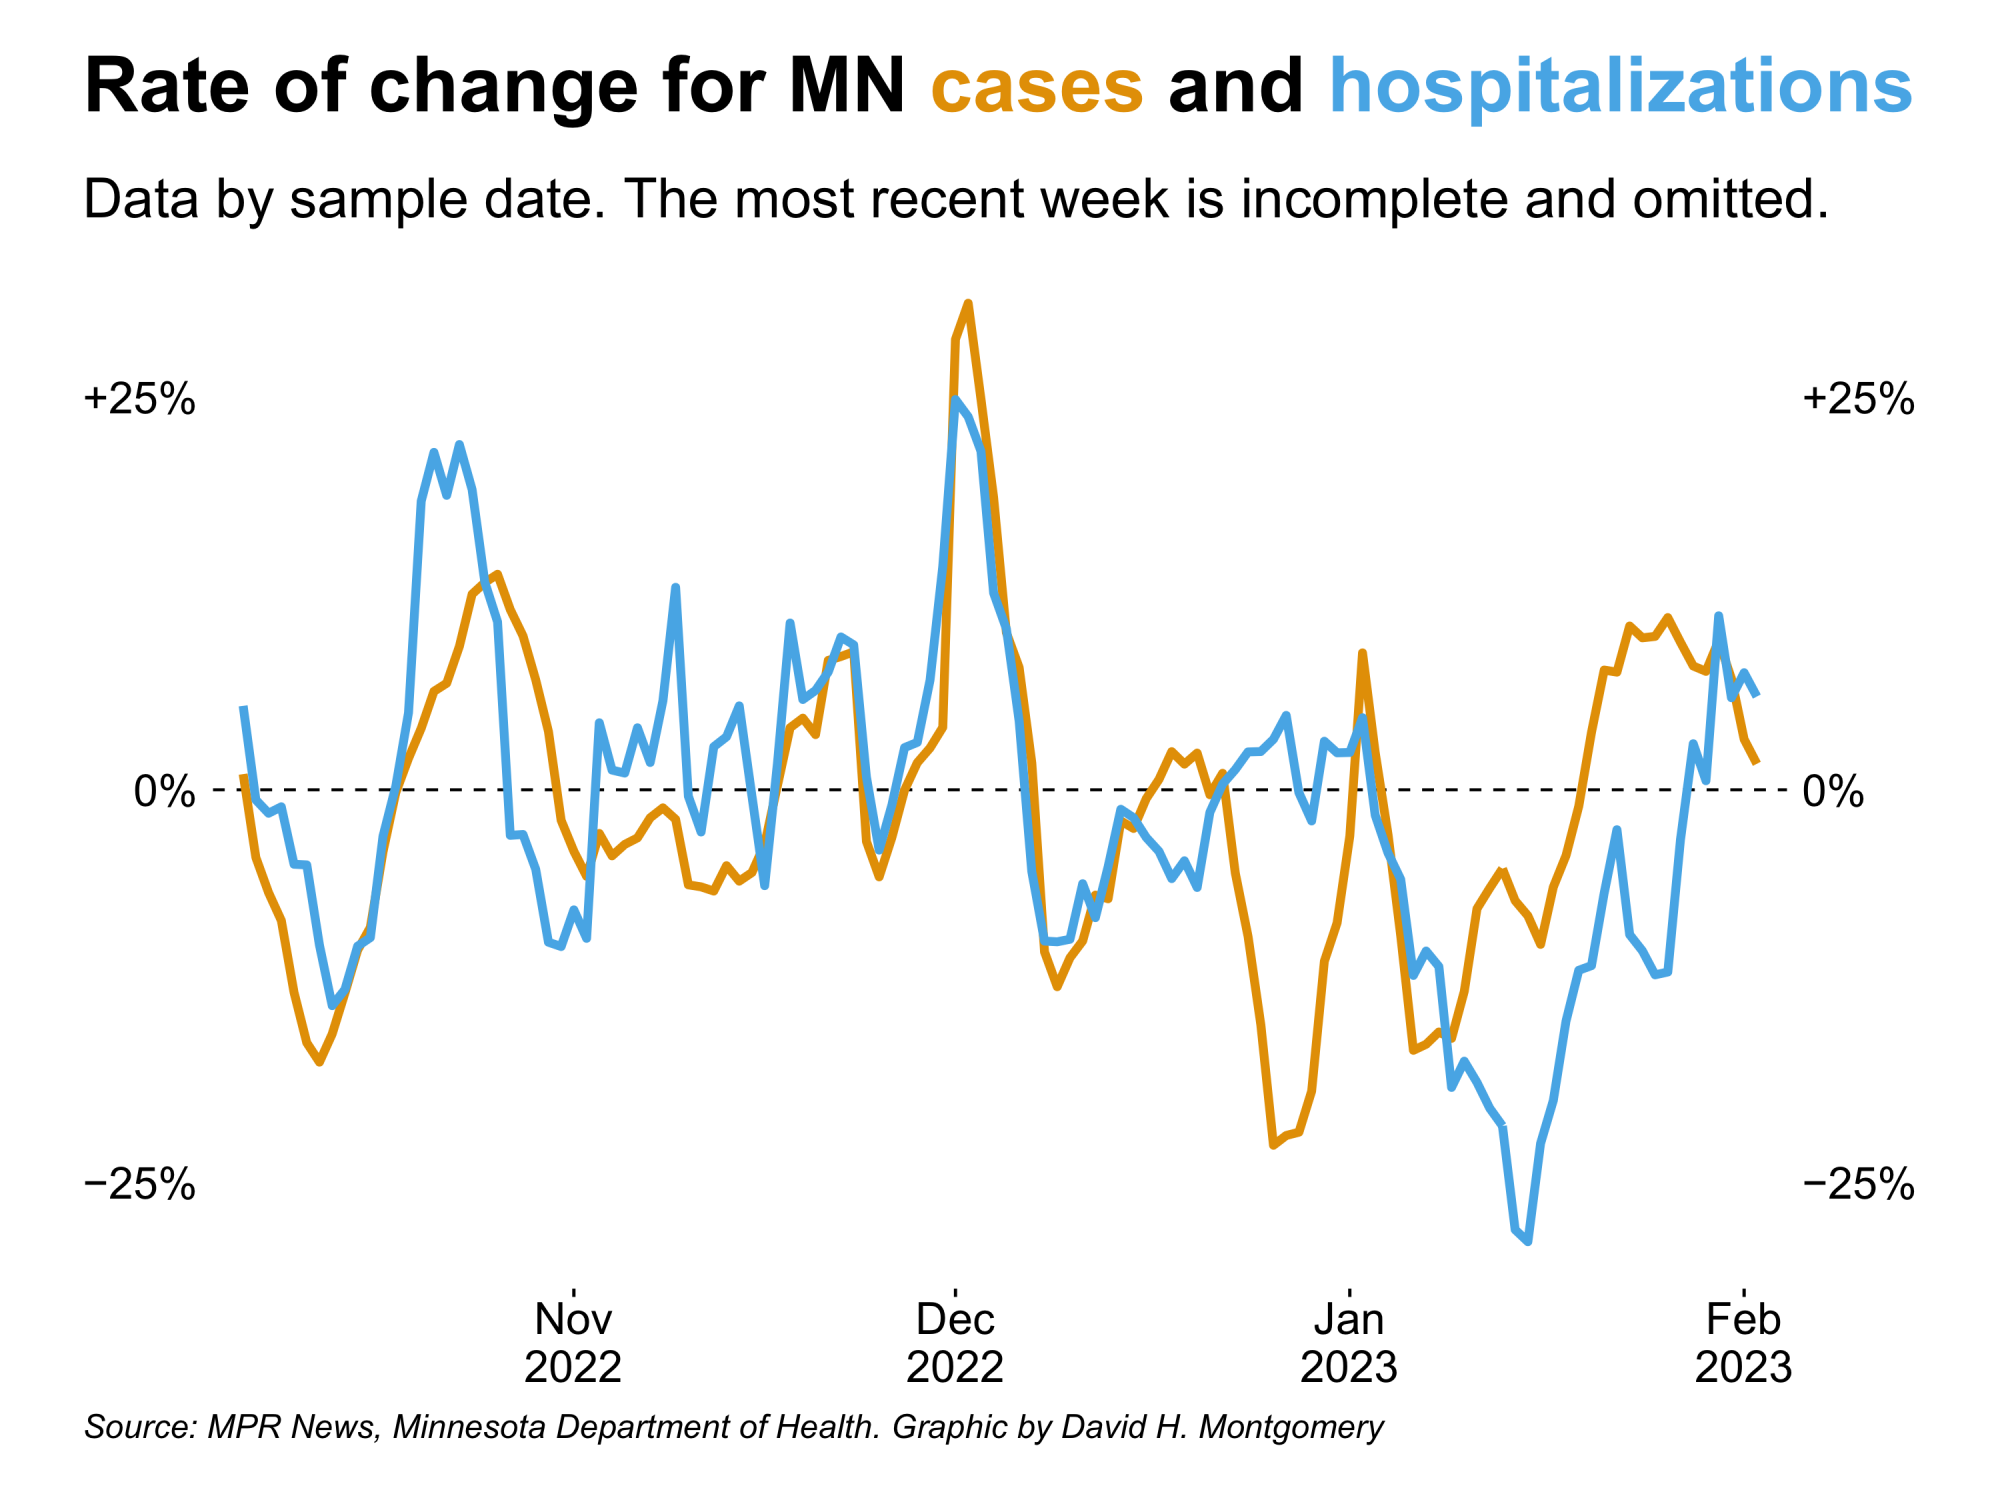 Rate of change for MN cases and hospitalizations
Data by sample date. The most recent week is incomplete and omitted.
+25% +25%
0% 0%
−25% −25%
Nov Dec Jan Feb
2022 2022 2023 2023
Source: MPR News, Minnesota Department of Health. Graphic by David H. Montgomery